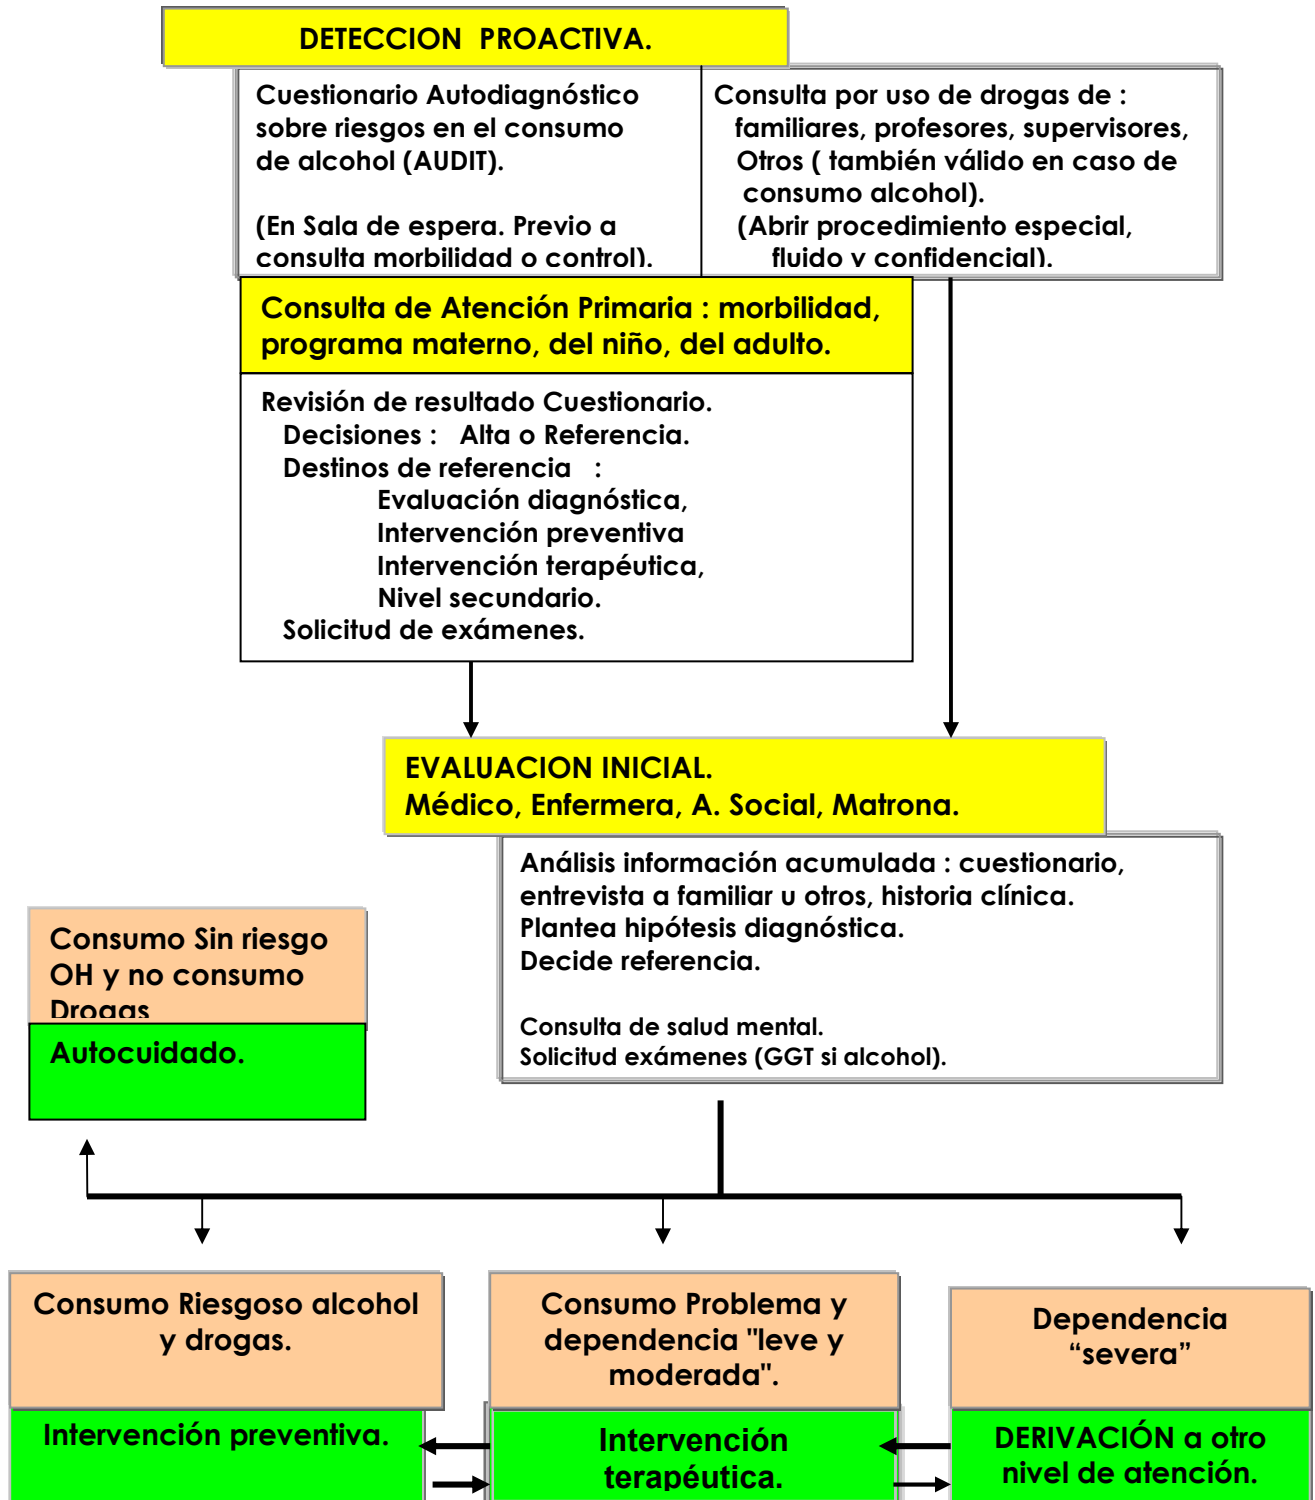 DETECCION PROACTIVA.
Cuestionario Autodiagnóstico
sobre riesgos en el consumo
de alcohol (AUDIT).
(En Sala de espera. Previo a
consulta morbilidad o control).
Consulta por uso de drogas de :
familiares, profesores, supervisores,
Otros ( también válido en caso de
consumo alcohol).
(Abrir procedimiento especial,
fluido y confidencial).
Consulta de Atención Primaria : morbilidad,
programa materno, del niño, del adulto.
Revisión de resultado Cuestionario.
Decisiones : Alta o Referencia.
Destinos de referencia :
Evaluación diagnóstica,
Intervención preventiva
Intervención terapéutica,
Nivel secundario.
Solicitud de exámenes.
EVALUACION INICIAL.
Médico, Enfermera, A. Social, Matrona.
Análisis información acumulada : cuestionario,
entrevista a familiar u otros, historia clínica.
Plantea hipótesis diagnóstica.
Decide referencia.
Consulta de salud mental.
Solicitud exámenes (GGT si alcohol).
Consumo Sin riesgo
OH y no consumo
Drogas
Autocuidado.
Consumo Riesgoso alcohol
y drogas.
Intervención preventiva.
Consumo Problema y
dependencia "leve y
moderada".
Intervención
terapéutica.
Dependencia
“severa”
DERIVACIÓN a otro
nivel de atención.